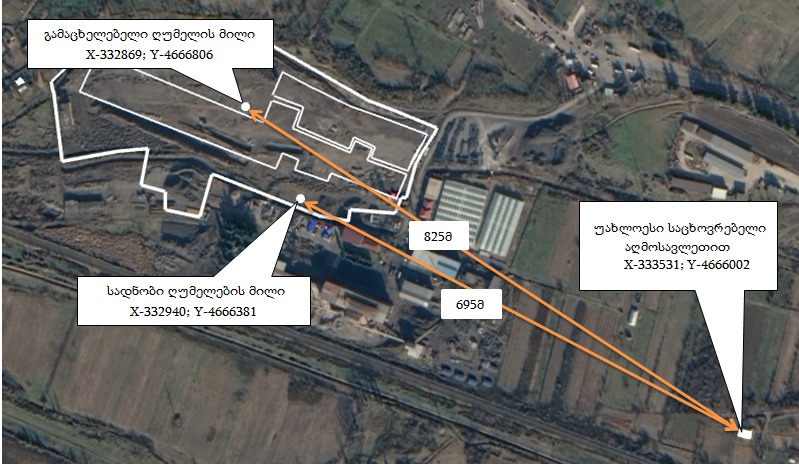 გამაცხელებელი ღუმელის მილი
X-332869; Y-4666806
უახლოესი საცხოვრებელი
აღმოსავლეთით
X-333531; Y-4666002
825მ
სადნობი ღუმელების მილი
X-332940; Y-4666381
695მ